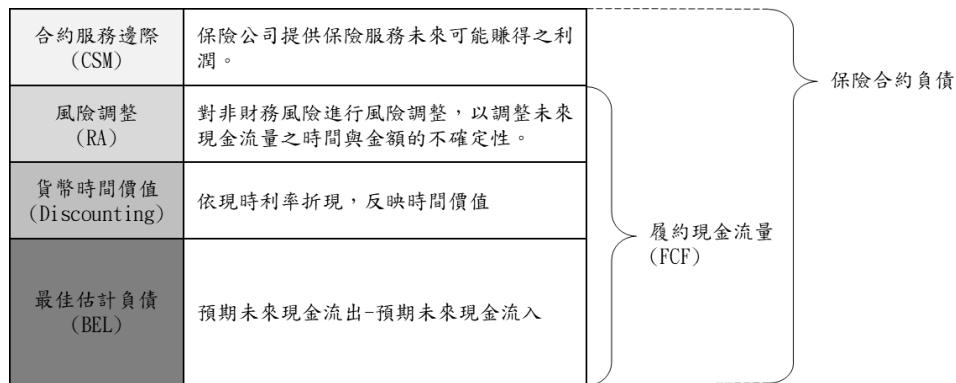 合約服務邊際
(CSM)
保險公司提供保險服務未來可能賺得之利
潤。
保險合約負債
風險調整
(RA)
對非財務風險進行風險調整，以調整未來
現金流量之時間與金額的不確定性。
貨幣時間價值
(Discounting)
依現時利率折現，反映時間價值
履約現金流量
(FCF)
最佳估計負債
(BEL)
預期未來現金流出-預期未來現金流入